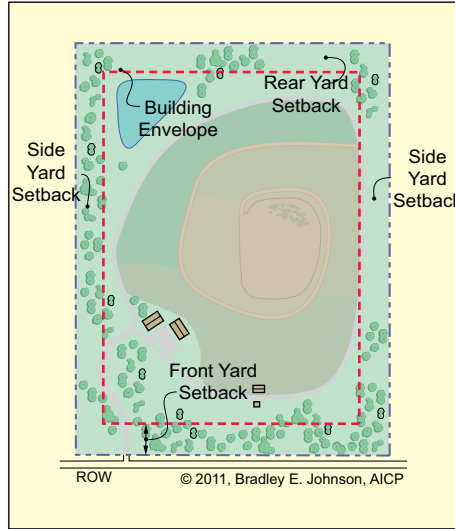 Rear Yard
Setback
Building
Envelope
Side
Yard
Setback
Side
Yard
Setback
Front Yard
Setback
ROW
© 2011, Bradley E. Johnson, AICP